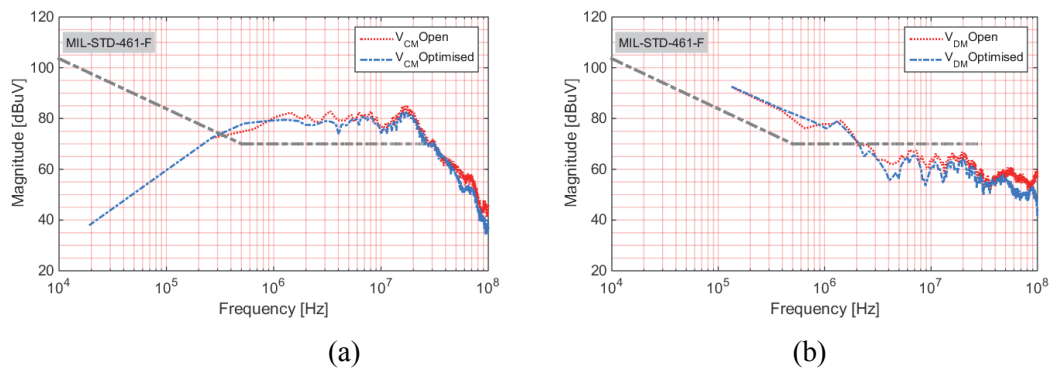 120
100
80
60
40
20
Magnitude [dBuV]
MIL-STD-461-F
V_CM Open
V_CM Optimised
10^4
10^5
10^6
10^7
10^8
Frequency [Hz]
(a)
120
100
80
60
40
20
Magnitude [dBuV]
MIL-STD-461-F
V_DM Open
V_DM Optimised
10^4
10^5
10^6
10^7
10^8
Frequency [Hz]
(b)